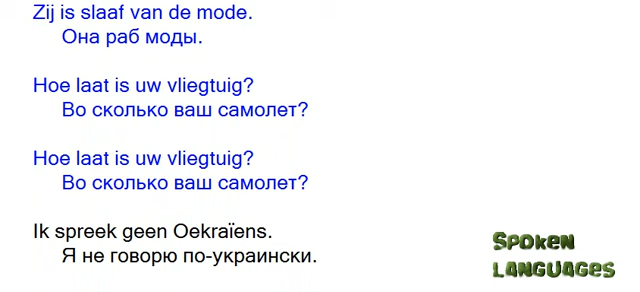 Zij is slaaf van de mode.
Она раб моды.
Hoe laat is uw vliegtuig?
Во сколько ваш самолет?
Hoe laat is uw vliegtuig?
Во сколько ваш самолет?
Ik spreek geen Oekraïens.
Я не говорю по-украински.
Spoken
Languages